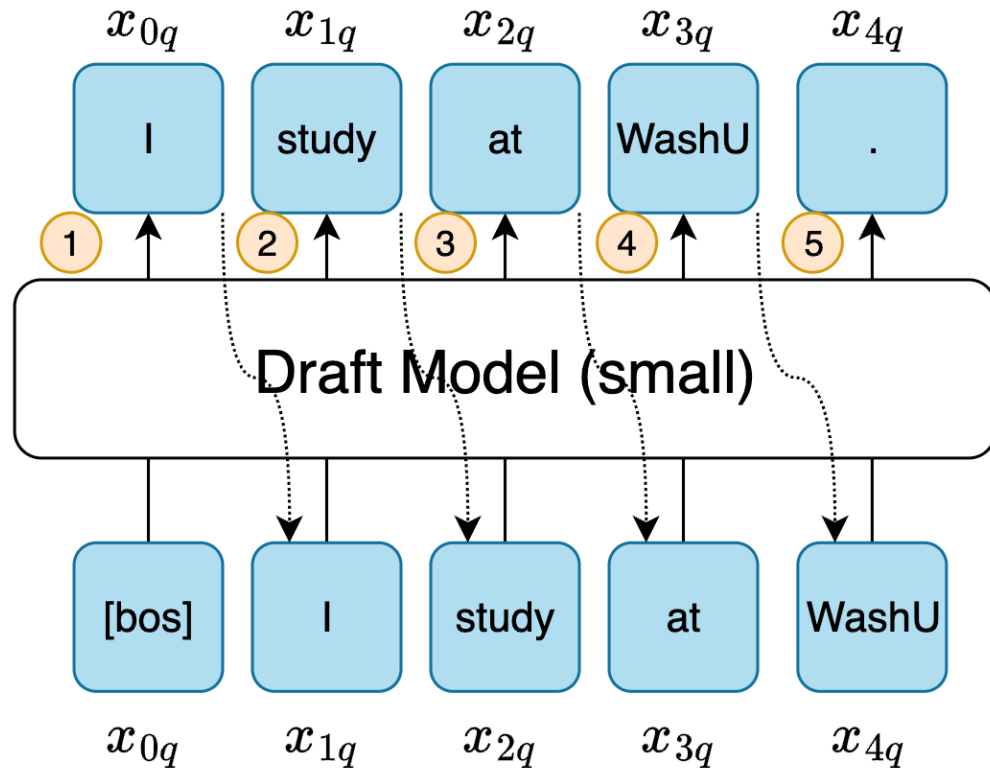 x0q x1q x2q x3q x4q
I study at WashU .
1 2 3 4 5
Draft Model (small)
[bos] I study at WashU
x0q x1q x2q x3q x4q